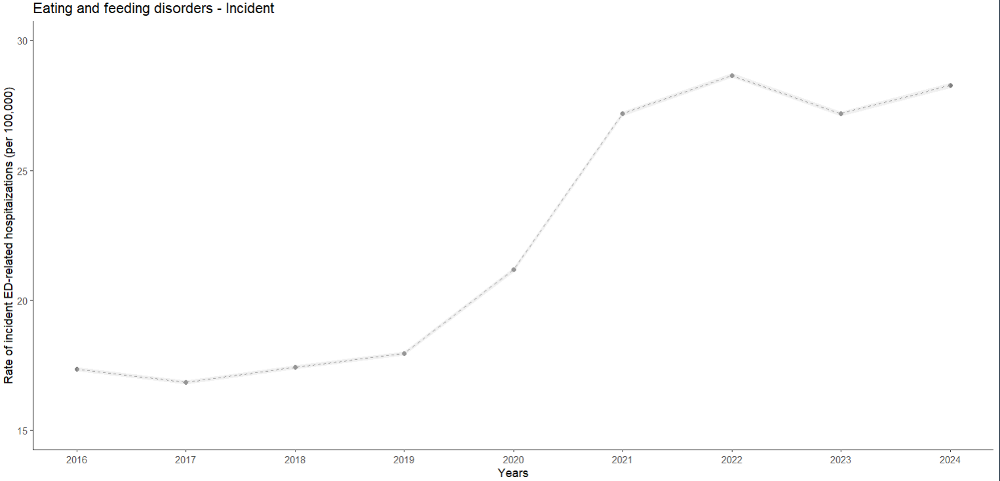 Eating and feeding disorders - Incident
Rate of incident ED-related hospitaizations (per 100,000)
30
25
20
15
2016 2017 2018 2019 2020 2021 2022 2023 2024
Years